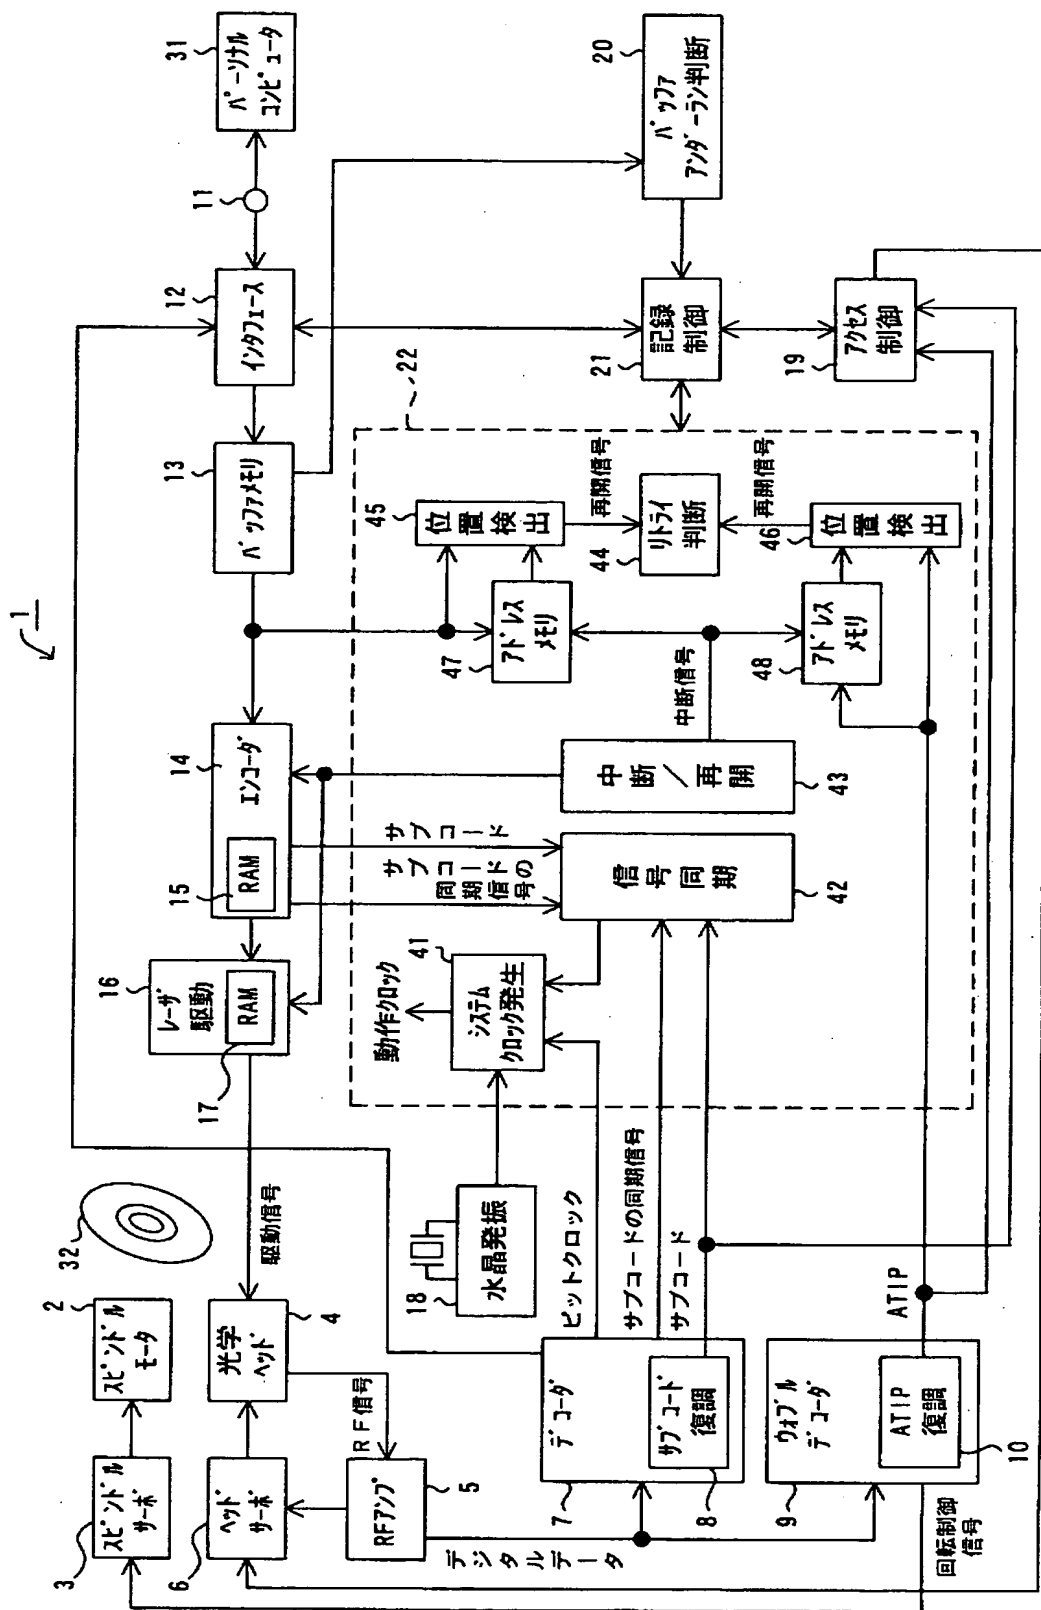 1
32
スピンドル
モータ
2
スピンドル
サーボ
3
光学
ヘッド
4
ヘッド
サーボ
6
RFアンプ
5
RF信号
駆動信号
デジタルデータ
レーザ
駆動
16
RAM
17
エンコーダ
14
RAM
15
バッファメモリ
13
インタフェース
12
11
パーソナル
コンピュータ
31
バッファ
アンダーラン判断
20
記録
制御
21
アクセス
制御
19
22
水晶発振
18
動作クロック
システム
クロック発生
41
サブコード
サブコードの
同期信号
信号同期
42
中断/再開
43
中断信号
アドレス
メモリ
47
アドレス
メモリ
48
位置検出
45
位置検出
46
再開信号
リトライ
判断
44
再開信号
ビットクロック
サブコードの同期信号
サブコード
ATIP
デコーダ
7
サブコード
復調
8
ウォブル
デコーダ
9
ATIP
復調
10
回転制御
信号